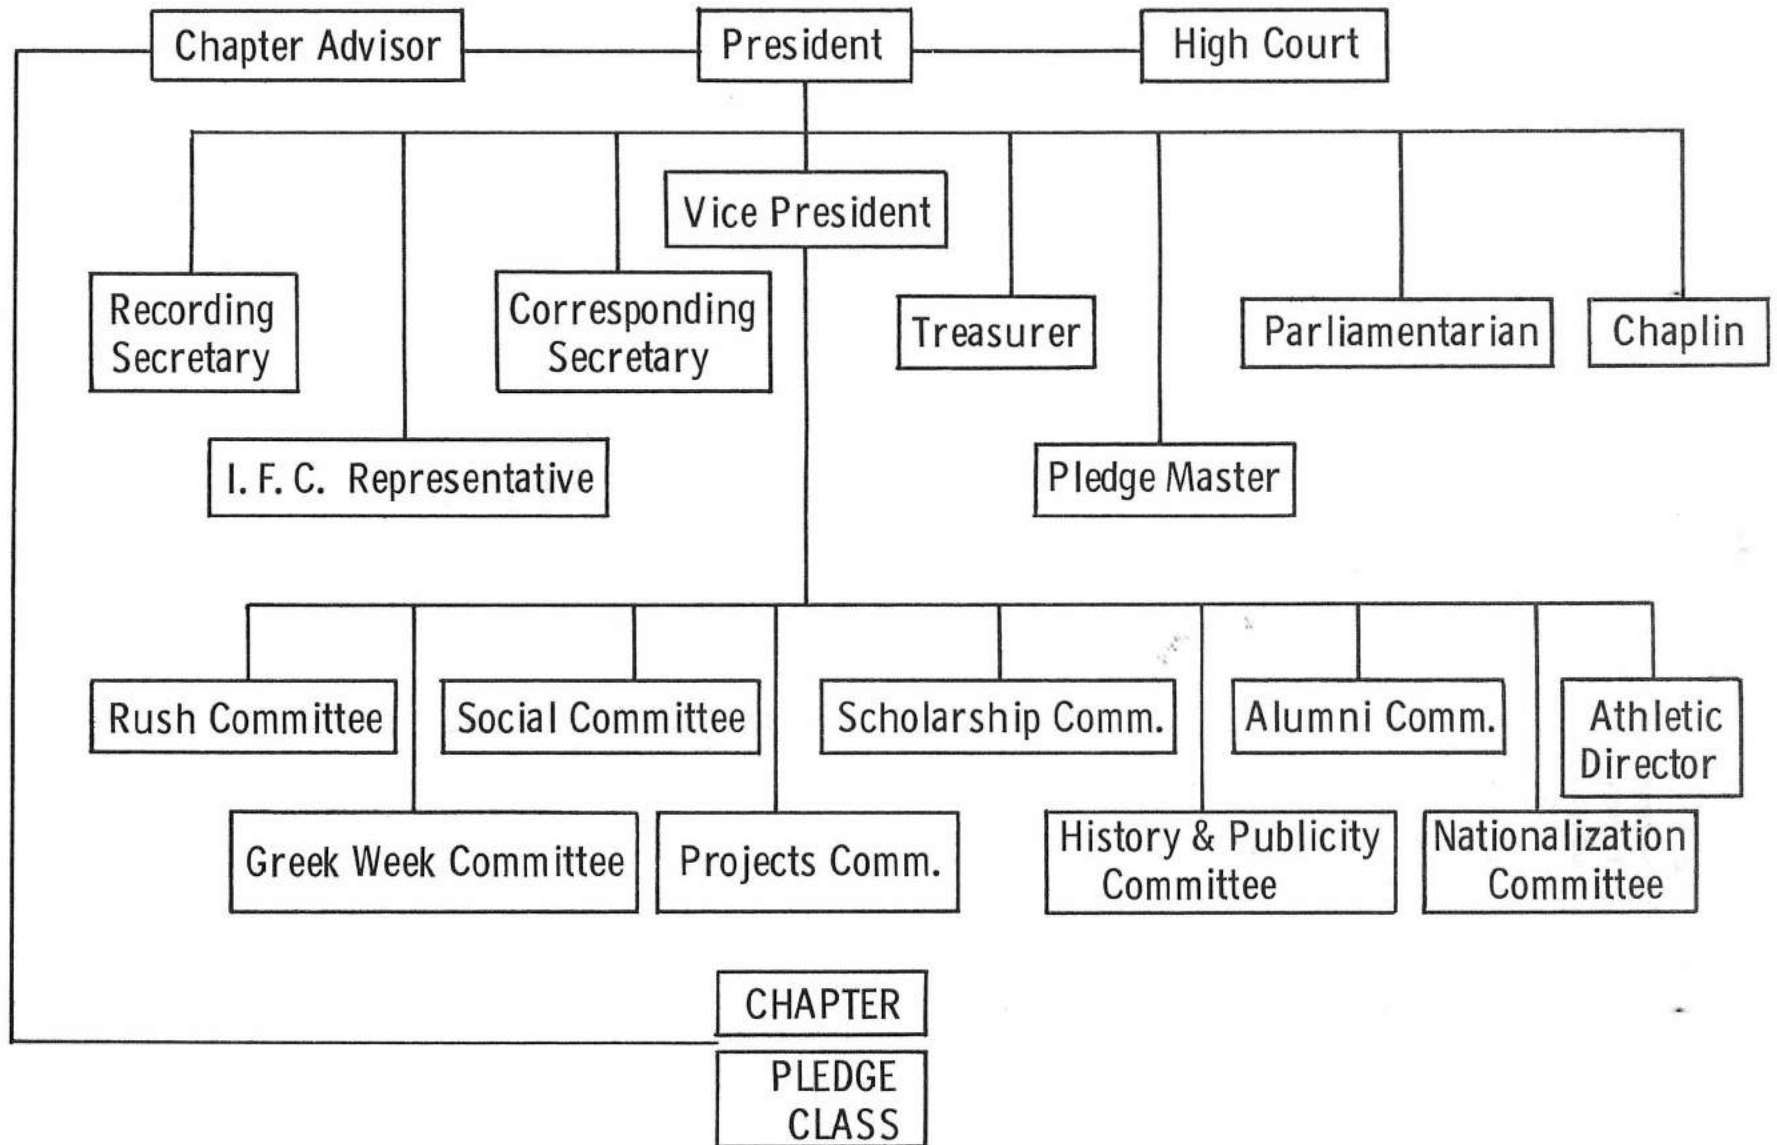 Chapter Advisor
President
High Court
Vice President
Recording
Secretary
Corresponding
Secretary
Treasurer
Parliamentarian
Chaplin
I. F. C. Representative
Pledge Master
Rush Committee
Social Committee
Scholarship Comm.
Alumni Comm.
Athletic
Director
Greek Week Committee
Projects Comm.
History & Publicity
Committee
Nationalization
Committee
CHAPTER
PLEDGE
CLASS